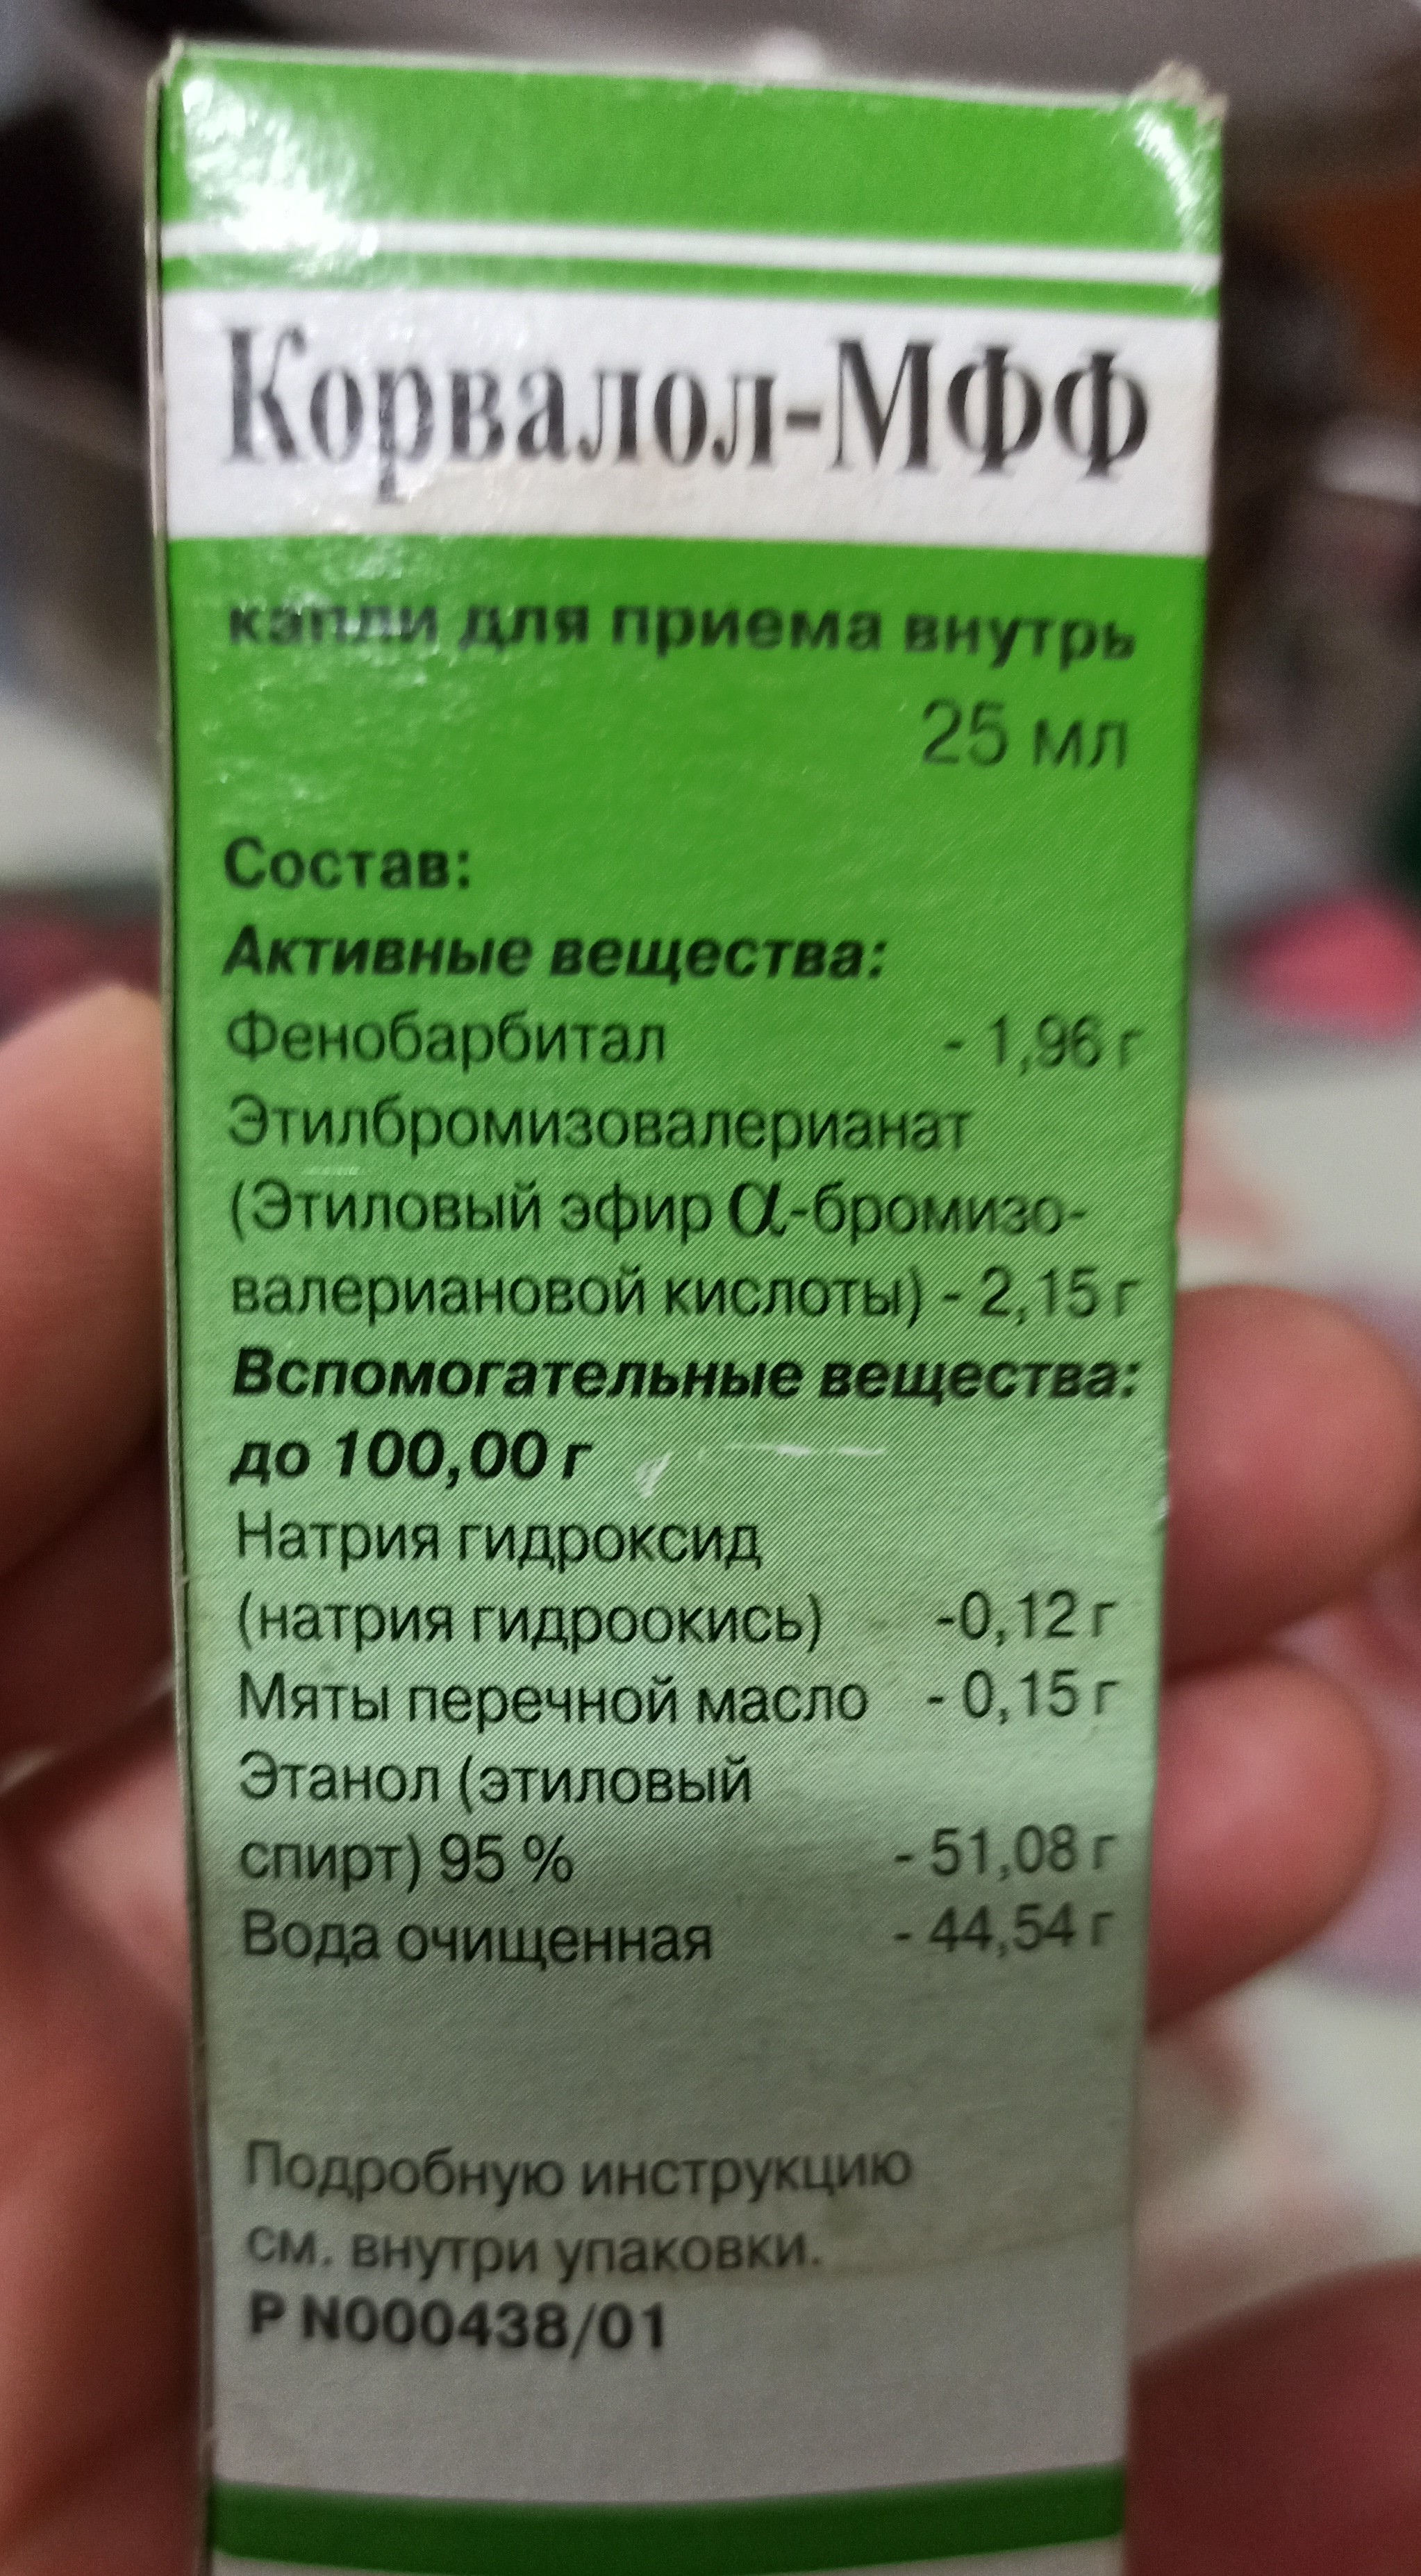 Корвалол-МФФ
капли для приема внутрь
25 мл
Состав:
Активные вещества:
Фенобарбитал - 1,96 г
Этилбромизовалерианат
(Этиловый эфир α-бромизо-
валериановой кислоты) - 2,15 г
Вспомогательные вещества:
до 100,00 г
Натрия гидроксид
(натрия гидроокись) -0,12 г
Мяты перечной масло - 0,15 г
Этанол (этиловый
спирт) 95 % - 51,08 г
Вода очищенная - 44,54 г
Подробную инструкцию
см. внутри упаковки.
Р N000438/01